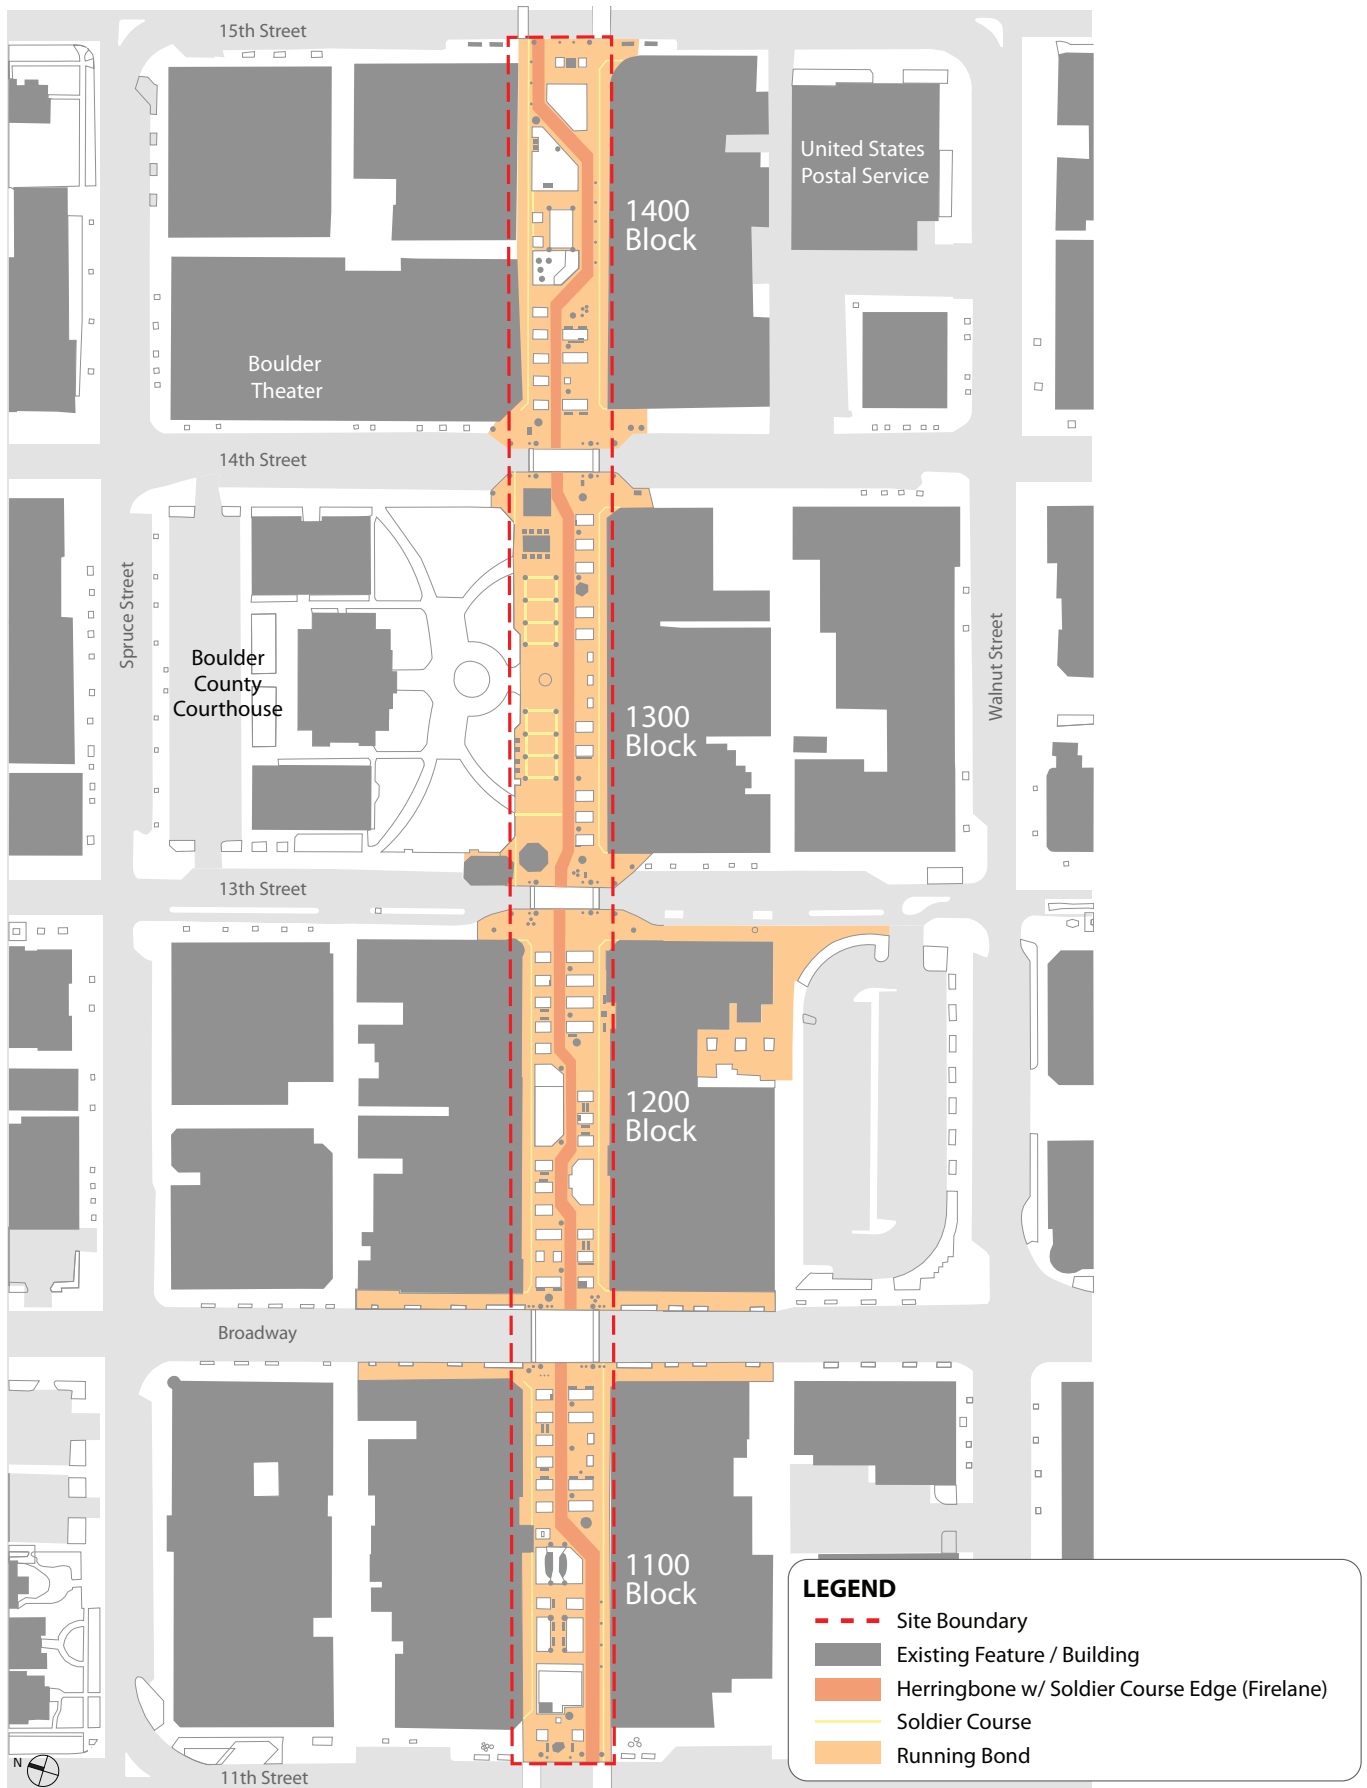 15th Street
United States
Postal Service
1400
Block
Boulder
Theater
14th Street
Spruce Street
Boulder
County
Courthouse
Walnut Street
1300
Block
13th Street
1200
Block
Broadway
1100
Block
LEGEND
Site Boundary
Existing Feature / Building
Herringbone w/ Soldier Course Edge (Firelane)
Soldier Course
Running Bond
N
11th Street